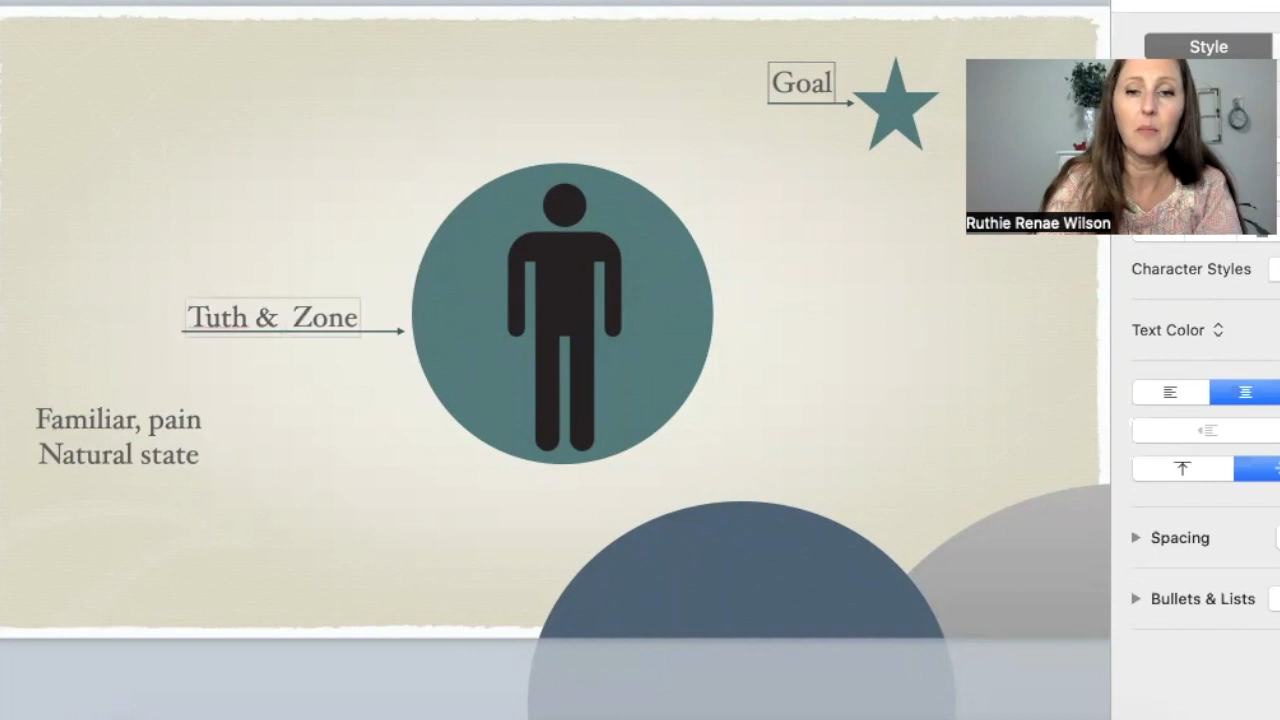 Style
Goal
Ruthie Renae Wilson
Character Styles
Tuth &  Zone
Text Color
Familiar, pain
Natural state
Spacing
Bullets & Lists